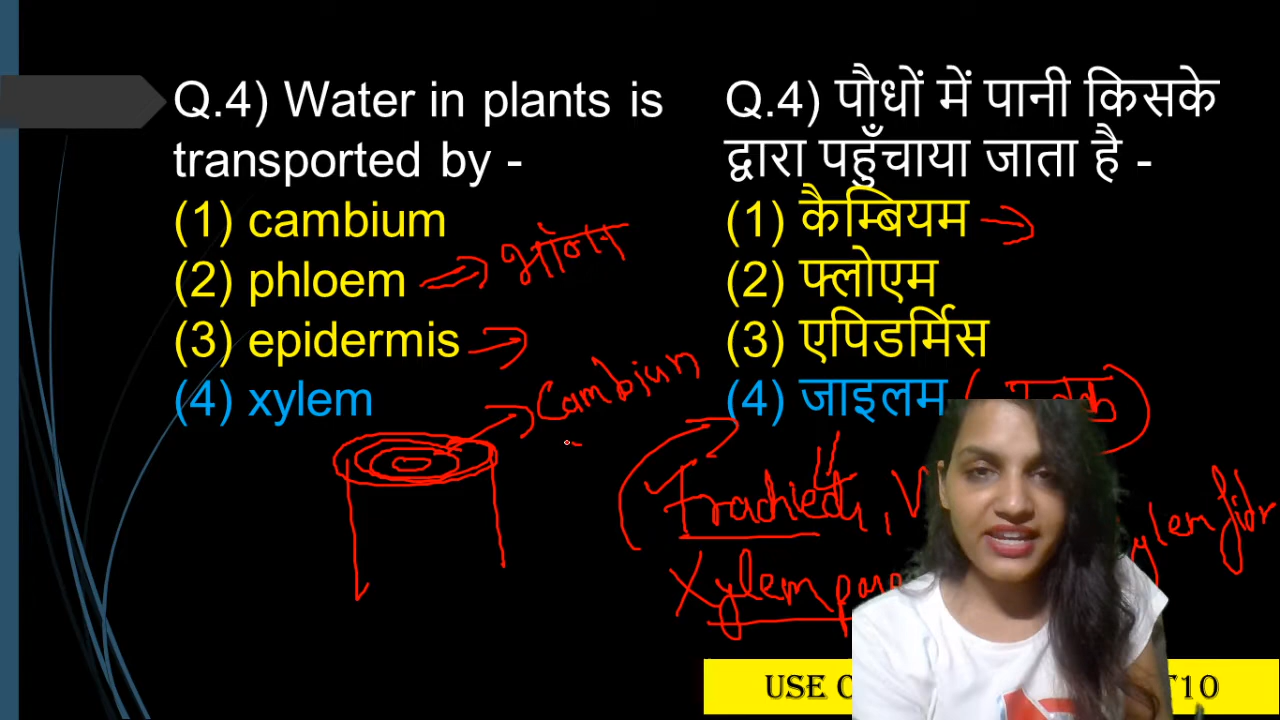 Q.4) Water in plants is
transported by -
(1) cambium
(2) phloem
(3) epidermis
(4) xylem
Q.4) पौधों में पानी किसके
द्वारा पहुँचाया जाता है -
(1) कैम्बियम
(2) फ्लोएम
(3) एपिडर्मिस
(4) जाइलम
Cambium
Xylem
USE
T10